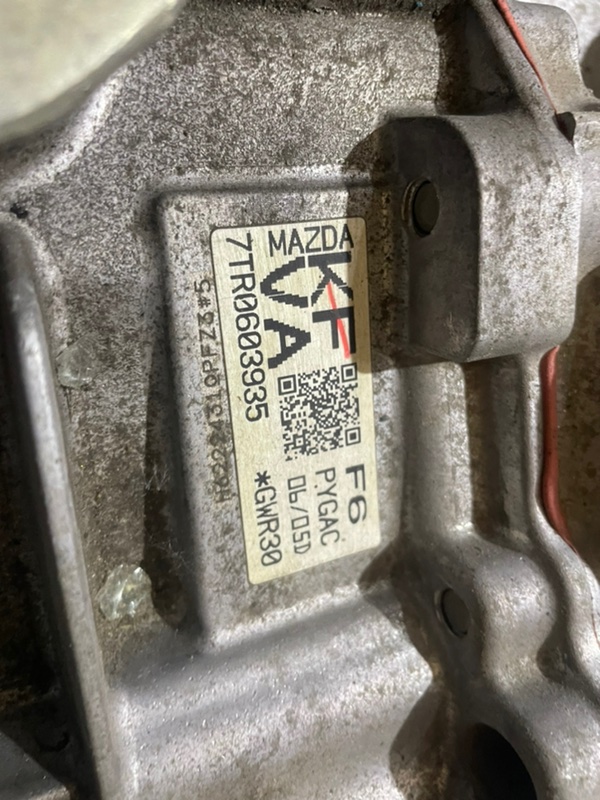 MAZDA
KF
VA
7TR0603935
F6
PYGAC
06/05D
*GWR30